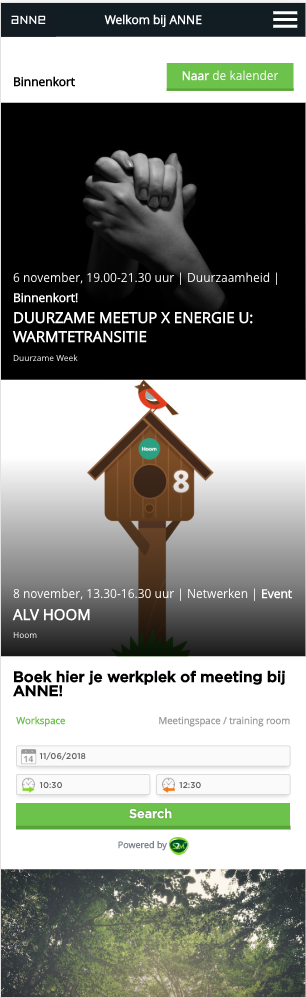 anne
Welkom bij ANNE
Binnenkort
Naar de kalender
6 november, 19.00-21.30 uur | Duurzaamheid |
Binnenkort!
DUURZAME MEETUP X ENERGIE U:
WARMTETRANSITIE
Duurzame Week
Hoom
8
8 november, 13.30-16.30 uur | Netwerken | Event
ALV HOOM
Hoom
Boek hier je werkplek of meeting bij
ANNE!
Workspace
Meetingspace / training room
14
11/06/2018
10:30
12:30
Search
Powered by S2M